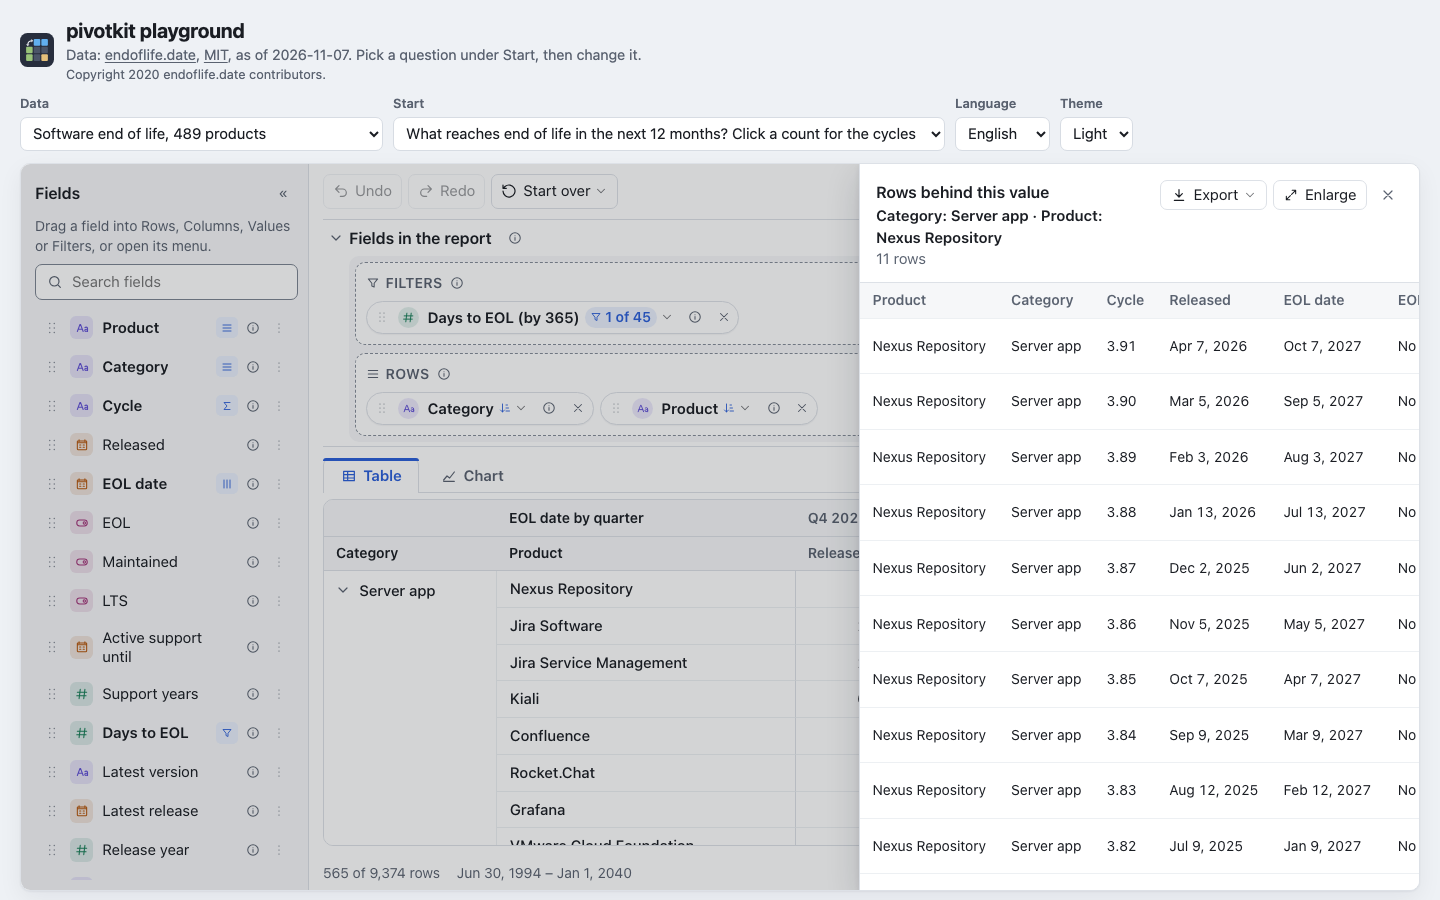 pivotkit playground
Data: endoflife.date, MIT, as of 2026-11-07. Pick a question under Start, then change it.
Copyright 2020 endoflife.date contributors.
Data
Start
Language
Theme
Software end of life, 489 products
What reaches end of life in the next 12 months? Click a count for the cycles
English
Light
Fields
«
Drag a field into Rows, Columns, Values
or Filters, or open its menu.
Search fields
Aa Product
Aa Category
Aa Cycle Σ
Released
EOL date
EOL
Maintained
LTS
Active support
until
# Support years
# Days to EOL
Aa Latest version
Latest release
# Release year
Undo
Redo
Start over
Fields in the report
FILTERS
# Days to EOL (by 365) 1 of 45
ROWS
Aa Category
Aa Product
Table
Chart
EOL date by quarter
Q4 202
Category
Product
Release
Server app
Nexus Repository
Jira Software
Jira Service Management
Kiali
Confluence
Rocket.Chat
Grafana
VMware Cloud Foundation
565 of 9,374 rows
Jun 30, 1994 – Jan 1, 2040
Rows behind this value
Category: Server app · Product:
Nexus Repository
11 rows
Export
Enlarge
Product Category Cycle Released EOL date EOL
Nexus Repository Server app 3.91 Apr 7, 2026 Oct 7, 2027 No
Nexus Repository Server app 3.90 Mar 5, 2026 Sep 5, 2027 No
Nexus Repository Server app 3.89 Feb 3, 2026 Aug 3, 2027 No
Nexus Repository Server app 3.88 Jan 13, 2026 Jul 13, 2027 No
Nexus Repository Server app 3.87 Dec 2, 2025 Jun 2, 2027 No
Nexus Repository Server app 3.86 Nov 5, 2025 May 5, 2027 No
Nexus Repository Server app 3.85 Oct 7, 2025 Apr 7, 2027 No
Nexus Repository Server app 3.84 Sep 9, 2025 Mar 9, 2027 No
Nexus Repository Server app 3.83 Aug 12, 2025 Feb 12, 2027 No
Nexus Repository Server app 3.82 Jul 9, 2025 Jan 9, 2027 No